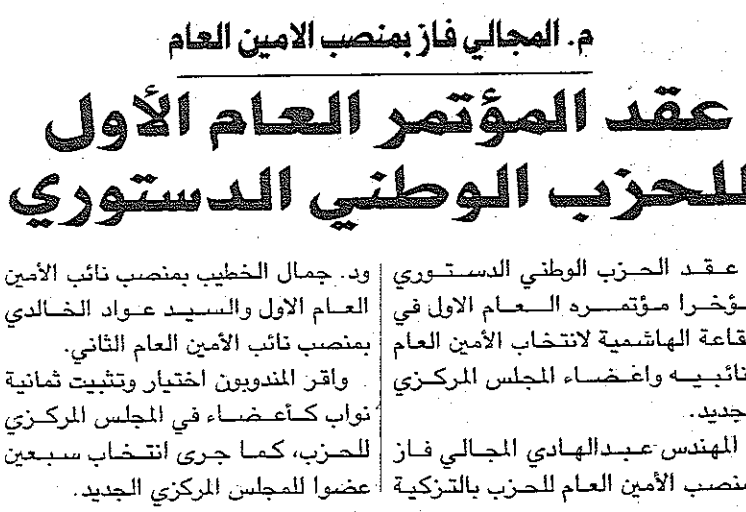 م. المجالي فاز بمنصب الامين العام
عقد المؤتمر العام الأول
للحزب الوطني الدستوري
عقد الحزب الوطني الدستوري
ؤخرا مؤتمره العام الاول في
قاعة الهاشمية لانتخاب الأمين العام
نائبيه واعضاء المجلس المركزي
جديد.
المهندس عبدالهادي المجالي فاز
منصب الأمين العام للحزب بالتزكية
ود. جمال الخطيب بمنصب نائب الأمين
العام الاول والسيد عواد الخالدي
بمنصب نائب الأمين العام الثاني.
واقر المندوبون اختيار وتثبيت ثمانية
نواب كأعضاء في المجلس المركزي
للحزب، كما جرى انتخاب سبعين
عضوا للمجلس المركزي الجديد.